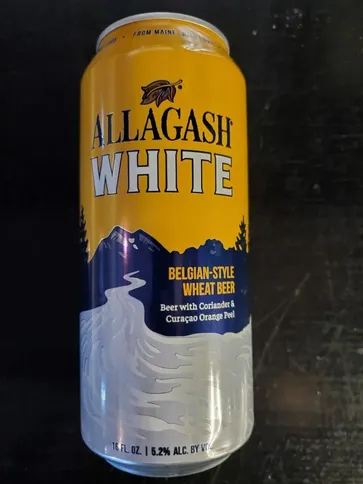 FROM MAINE
ALLAGASH
WHITE
BELGIAN-STYLE
WHEAT BEER
Beer with Coriander &
Curaçao Orange Peel
16 FL. OZ. | 5.2% ALC. BY VOL